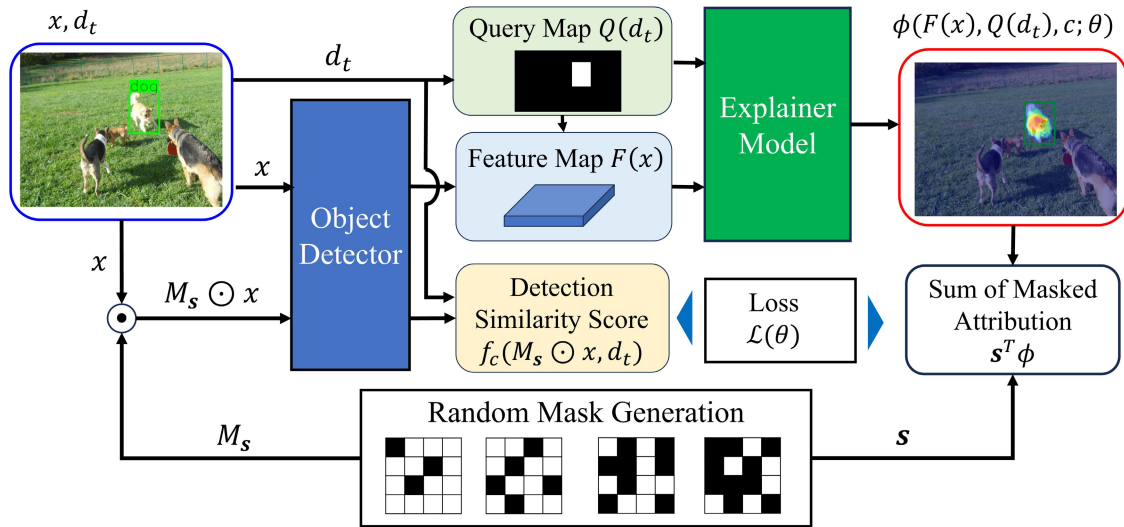 x, d_t
dog
d_t
x
x
M_s ⊙ x
Object
Detector
Query Map Q(d_t)
Feature Map F(x)
Explainer
Model
ϕ(F(x), Q(d_t), c; θ)
Detection
Similarity Score
f_c(M_s ⊙ x, d_t)
Loss
ℒ(θ)
Sum of Masked
Attribution
s^T ϕ
Random Mask Generation
M_s
s